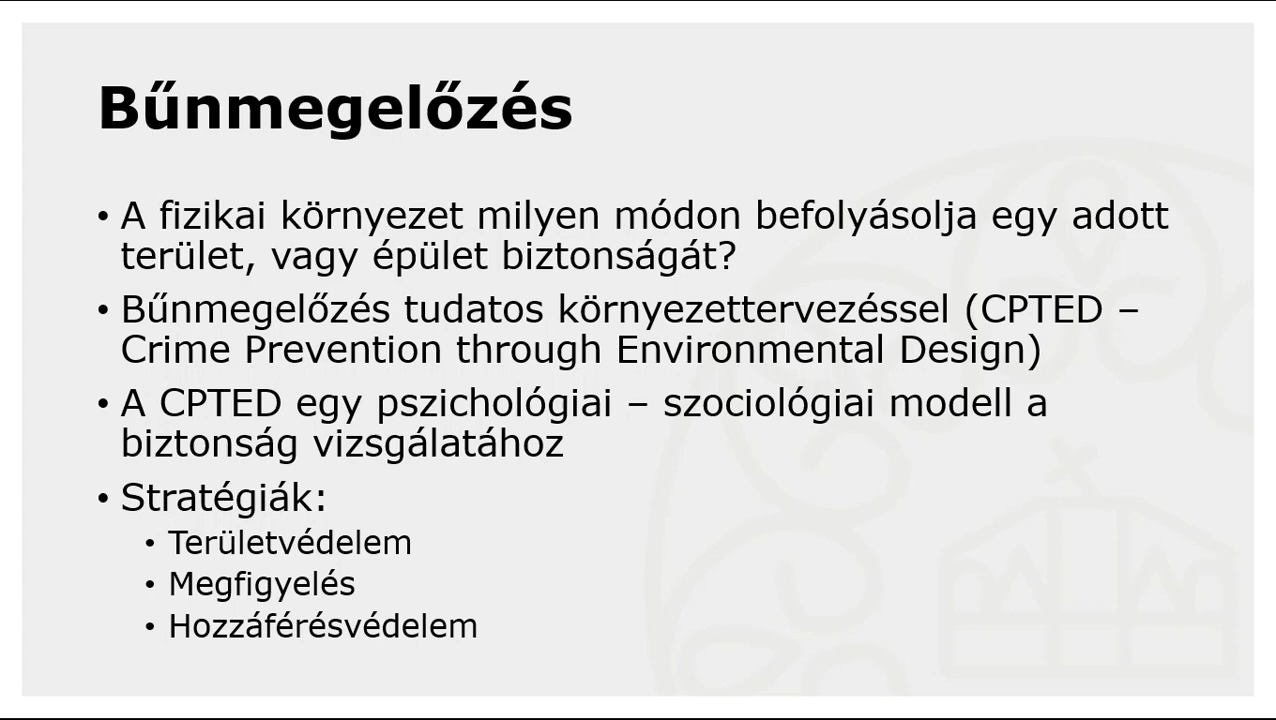 Bűnmegelőzés
• A fizikai környezet milyen módon befolyásolja egy adott
terület, vagy épület biztonságát?
• Bűnmegelőzés tudatos környezettervezéssel (CPTED –
Crime Prevention through Environmental Design)
• A CPTED egy pszichológiai – szociológiai modell a
biztonság vizsgálatához
• Stratégiák:
• Területvédelem
• Megfigyelés
• Hozzáférésvédelem